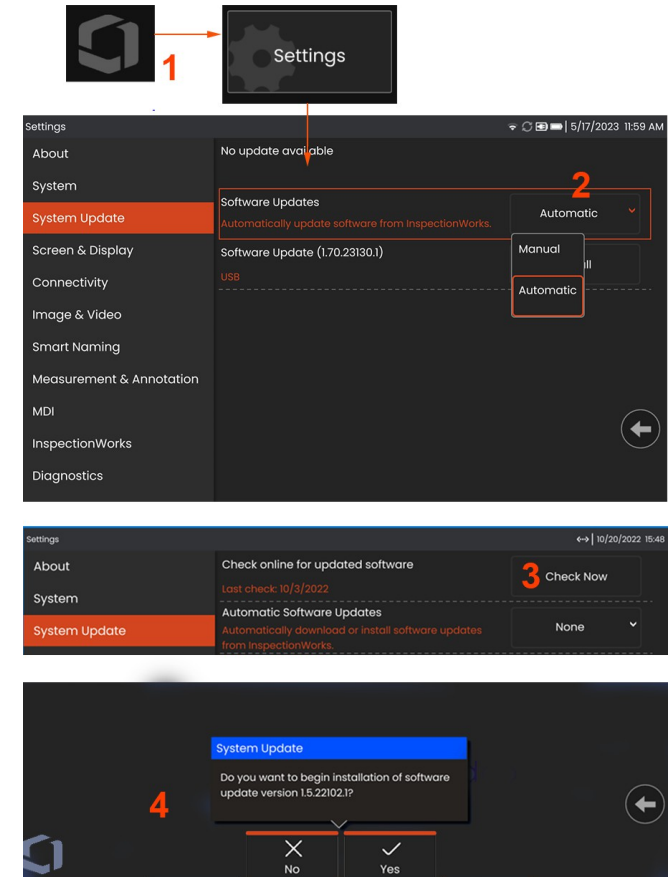 1
Settings
Settings
5/17/2023 11:59 AM
About
No update available
System
2
Software Updates
Automatic
System Update
Automatically update software from InspectionWorks.
Screen & Display
Software Update (1.70.23130.1)
Manual
USB
Connectivity
Automatic
Image & Video
Smart Naming
Measurement & Annotation
MDI
InspectionWorks
Diagnostics
Settings
10/20/2022 15:48
About
Check online for updated software
3
Check Now
Last check: 10/3/2022
System
Automatic Software Updates
System Update
Automatically download or install software updates
None
from InspectionWorks.
System Update
Do you want to begin installation of software
update version 1.5.22102.1?
4
No
Yes